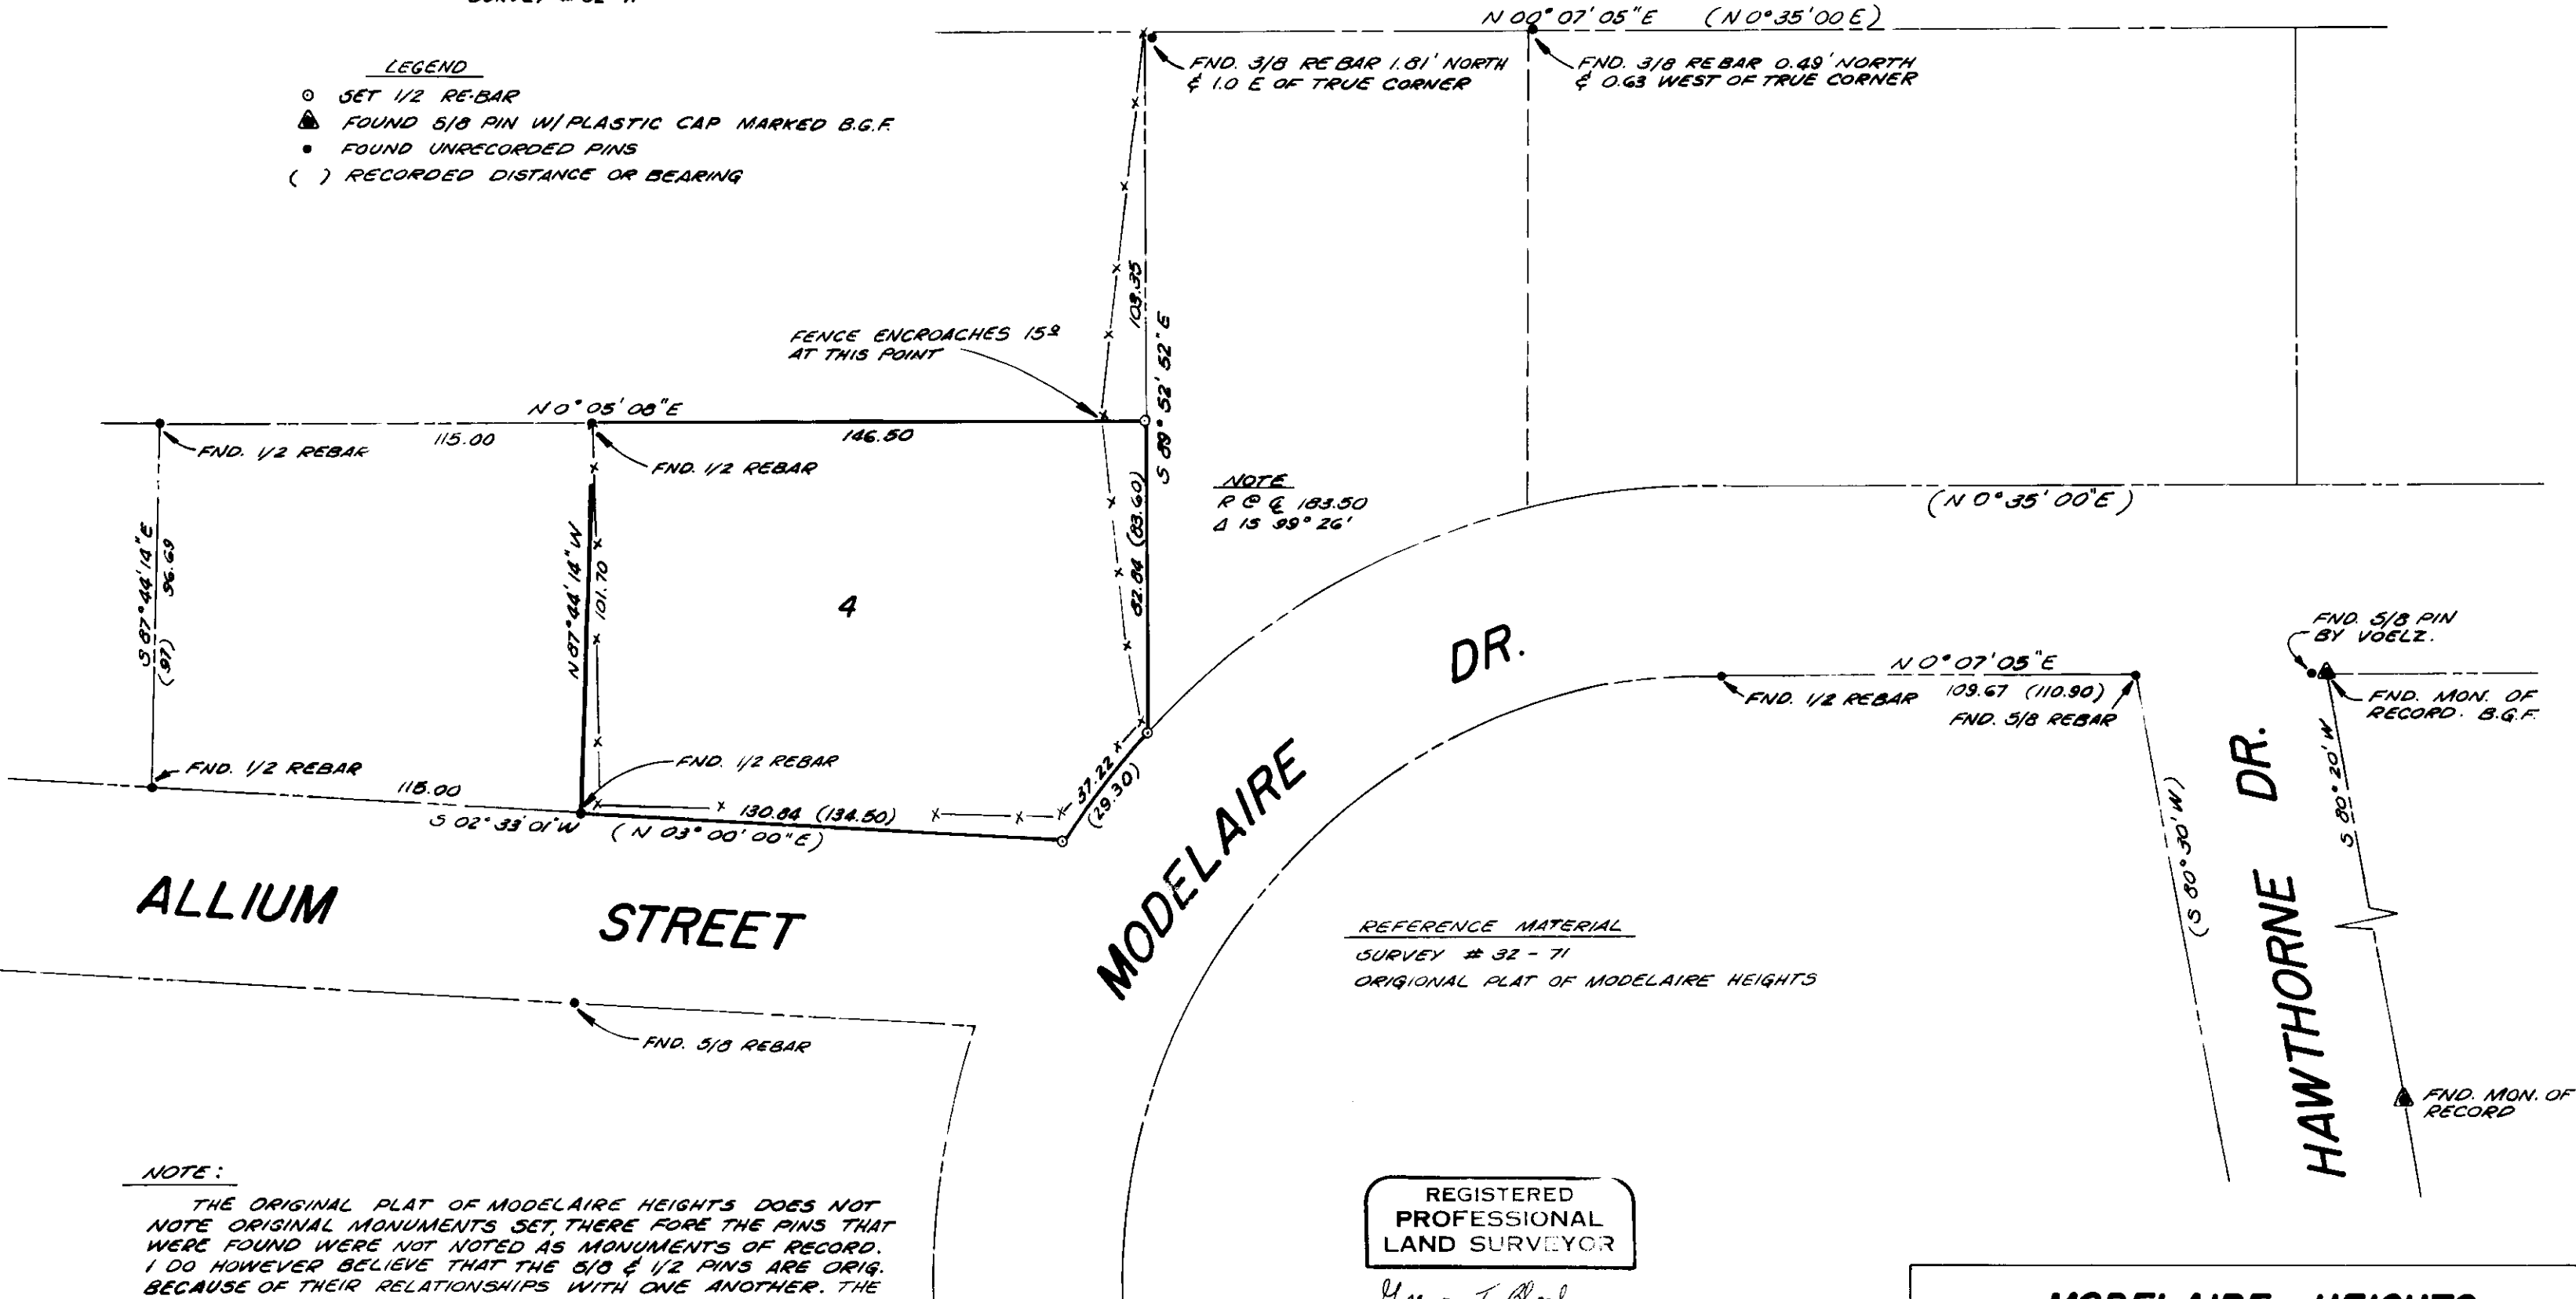 N 00° 07' 05" E (N 0° 35' 00 E)
LEGEND
SET 1/2 RE-BAR
FOUND 5/8 PIN W/PLASTIC CAP MARKED B.G.F.
FOUND UNRECORDED PINS
( ) RECORDED DISTANCE OR BEARING
FND. 3/8 REBAR 1.81' NORTH
& 1.0 E OF TRUE CORNER
FND. 3/8 REBAR 0.49' NORTH
& 0.63 WEST OF TRUE CORNER
103.35
S 89° 52' 52" E
FENCE ENCROACHES
AT THIS POINT
N 0° 05' 08" E
115.00
146.50
FND. 1/2 REBAR
FND. 1/2 REBAR
S 87° 44' 14" E
96.69
(97)
N 87° 44' 14" W
101.70
4
82.84 (83.60)
NOTE
R @ ℄ 183.50
Δ IS 99° 26'
(N 0° 35' 00" E)
DR.
FND. 5/8 PIN
BY VOELZ.
N 0° 07' 05" E
109.67 (110.90)
FND. 1/2 REBAR
FND. 5/8 REBAR
FND. MON. OF
RECORD. B.G.F.
FND. 1/2 REBAR
FND. 1/2 REBAR
115.00
S 02° 33' 01" W
130.84 (134.50)
(N 03° 00' 00" E)
37.22
(29.30)
MODELAIRE
(S 80° 30' W)
HAWTHORNE DR.
S 80° 20' W
ALLIUM STREET
REFERENCE MATERIAL
SURVEY # 32 - 71
ORIGIONAL PLAT OF MODELAIRE HEIGHTS
FND. 5/8 REBAR
FND. MON. OF
RECORD
NOTE:
THE ORIGINAL PLAT OF MODELAIRE HEIGHTS DOES NOT
NOTE ORIGINAL MONUMENTS SET, THERE FORE THE PINS THAT
WERE FOUND WERE NOT NOTED AS MONUMENTS OF RECORD.
I DO HOWEVER BELIEVE THAT THE 5/8 & 1/2 PINS ARE ORIG.
BECAUSE OF THEIR RELATIONSHIPS WITH ONE ANOTHER. THE
REGISTERED
PROFESSIONAL
LAND SURVEYOR
MODELAIRE HEIGHTS